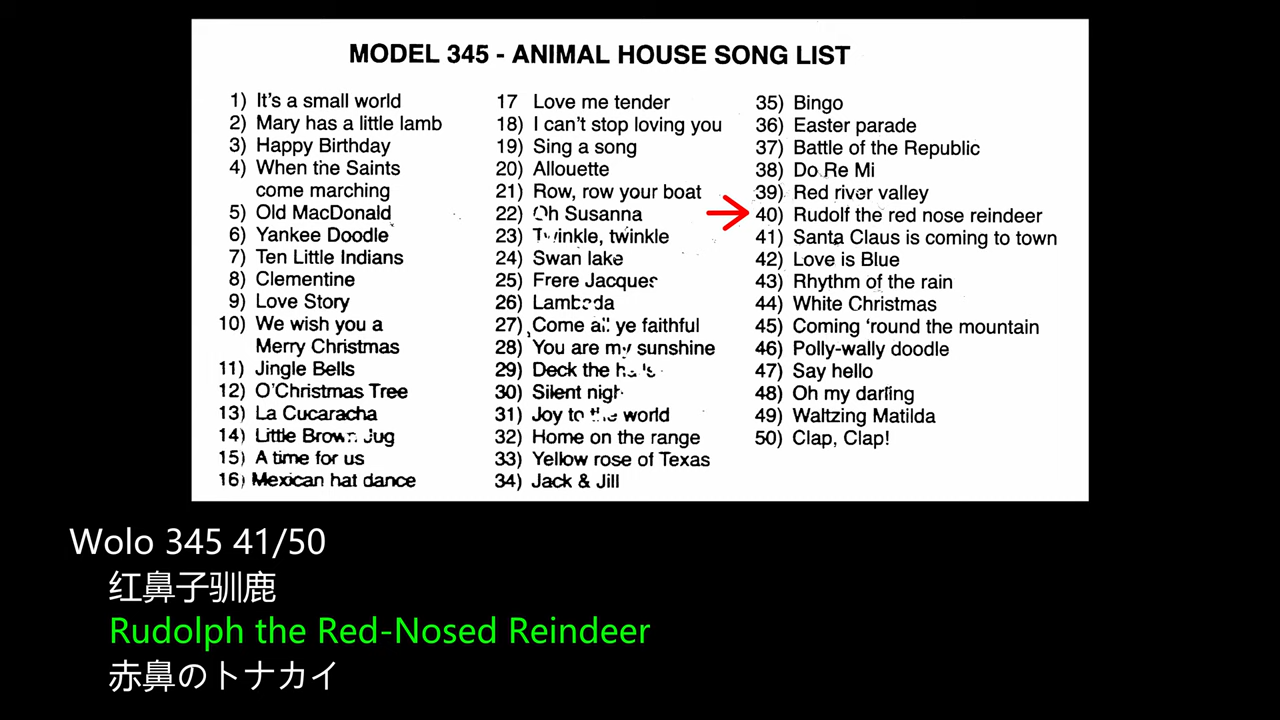 MODEL 345 - ANIMAL HOUSE SONG LIST
1) It's a small world
2) Mary has a little lamb
3) Happy Birthday
4) When the Saints
come marching
5) Old MacDonald
6) Yankee Doodle
7) Ten Little Indians
8) Clementine
9) Love Story
10) We wish you a
Merry Christmas
11) Jingle Bells
12) O'Christmas Tree
13) La Cucaracha
14) Little Brown Jug
15) A time for us
16) Mexican hat dance
17 Love me tender
18) I can't stop loving you
19) Sing a song
20) Allouette
21) Row, row your boat
22) Oh Susanna
23) Twinkle, twinkle
24) Swan lake
25) Frere Jacques
26) Lambada
27) Come all ye faithful
28) You are my sunshine
29) Deck the halls
30) Silent night
31) Joy to the world
32) Home on the range
33) Yellow rose of Texas
34) Jack & Jill
35) Bingo
36) Easter parade
37) Battle of the Republic
38) Do Re Mi
39) Red river valley
40) Rudolf the red nose reindeer
41) Santa Claus is coming to town
42) Love is Blue
43) Rhythm of the rain
44) White Christmas
45) Coming 'round the mountain
46) Polly-wally doodle
47) Say hello
48) Oh my darling
49) Waltzing Matilda
50) Clap, Clap!
Wolo 345 41/50
红鼻子驯鹿
Rudolph the Red-Nosed Reindeer
赤鼻のトナカイ